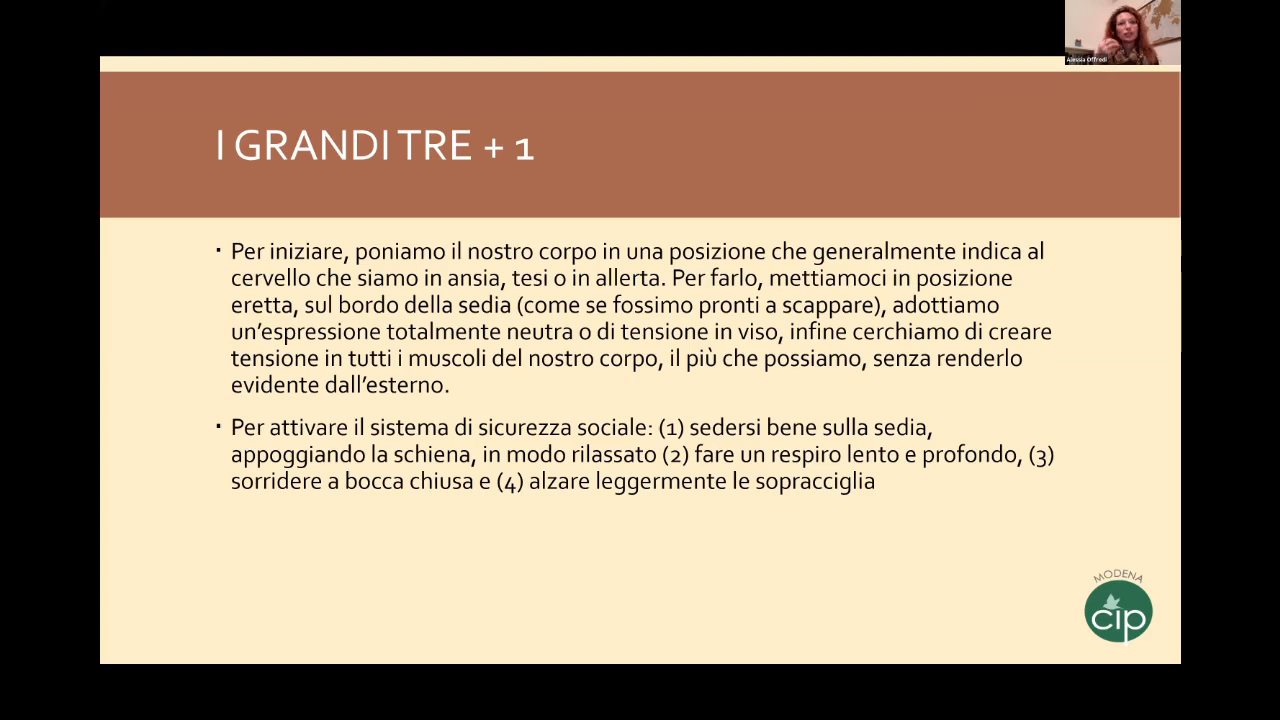 Alessia Offredi
I GRANDI TRE + 1
▪ Per iniziare, poniamo il nostro corpo in una posizione che generalmente indica al
cervello che siamo in ansia, tesi o in allerta. Per farlo, mettiamoci in posizione
eretta, sul bordo della sedia (come se fossimo pronti a scappare), adottiamo
un’espressione totalmente neutra o di tensione in viso, infine cerchiamo di creare
tensione in tutti i muscoli del nostro corpo, il più che possiamo, senza renderlo
evidente dall’esterno.
▪ Per attivare il sistema di sicurezza sociale: (1) sedersi bene sulla sedia,
appoggiando la schiena, in modo rilassato (2) fare un respiro lento e profondo, (3)
sorridere a bocca chiusa e (4) alzare leggermente le sopracciglia
MODENA
cip